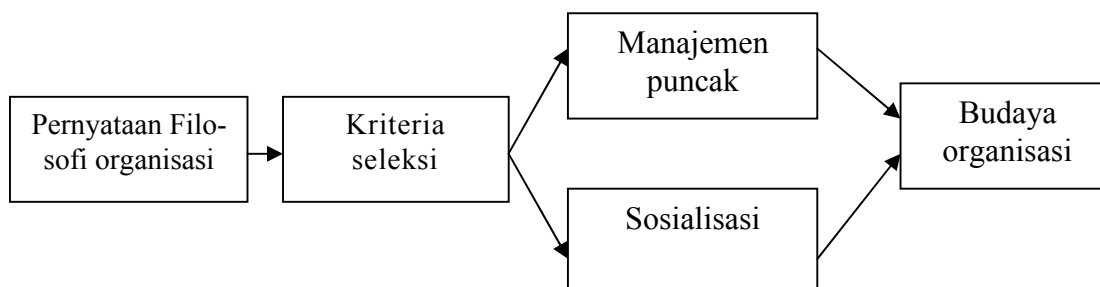 Pernyataan Filo-
sofi organisasi
Kriteria
seleksi
Manajemen
puncak
Sosialisasi
Budaya
organisasi